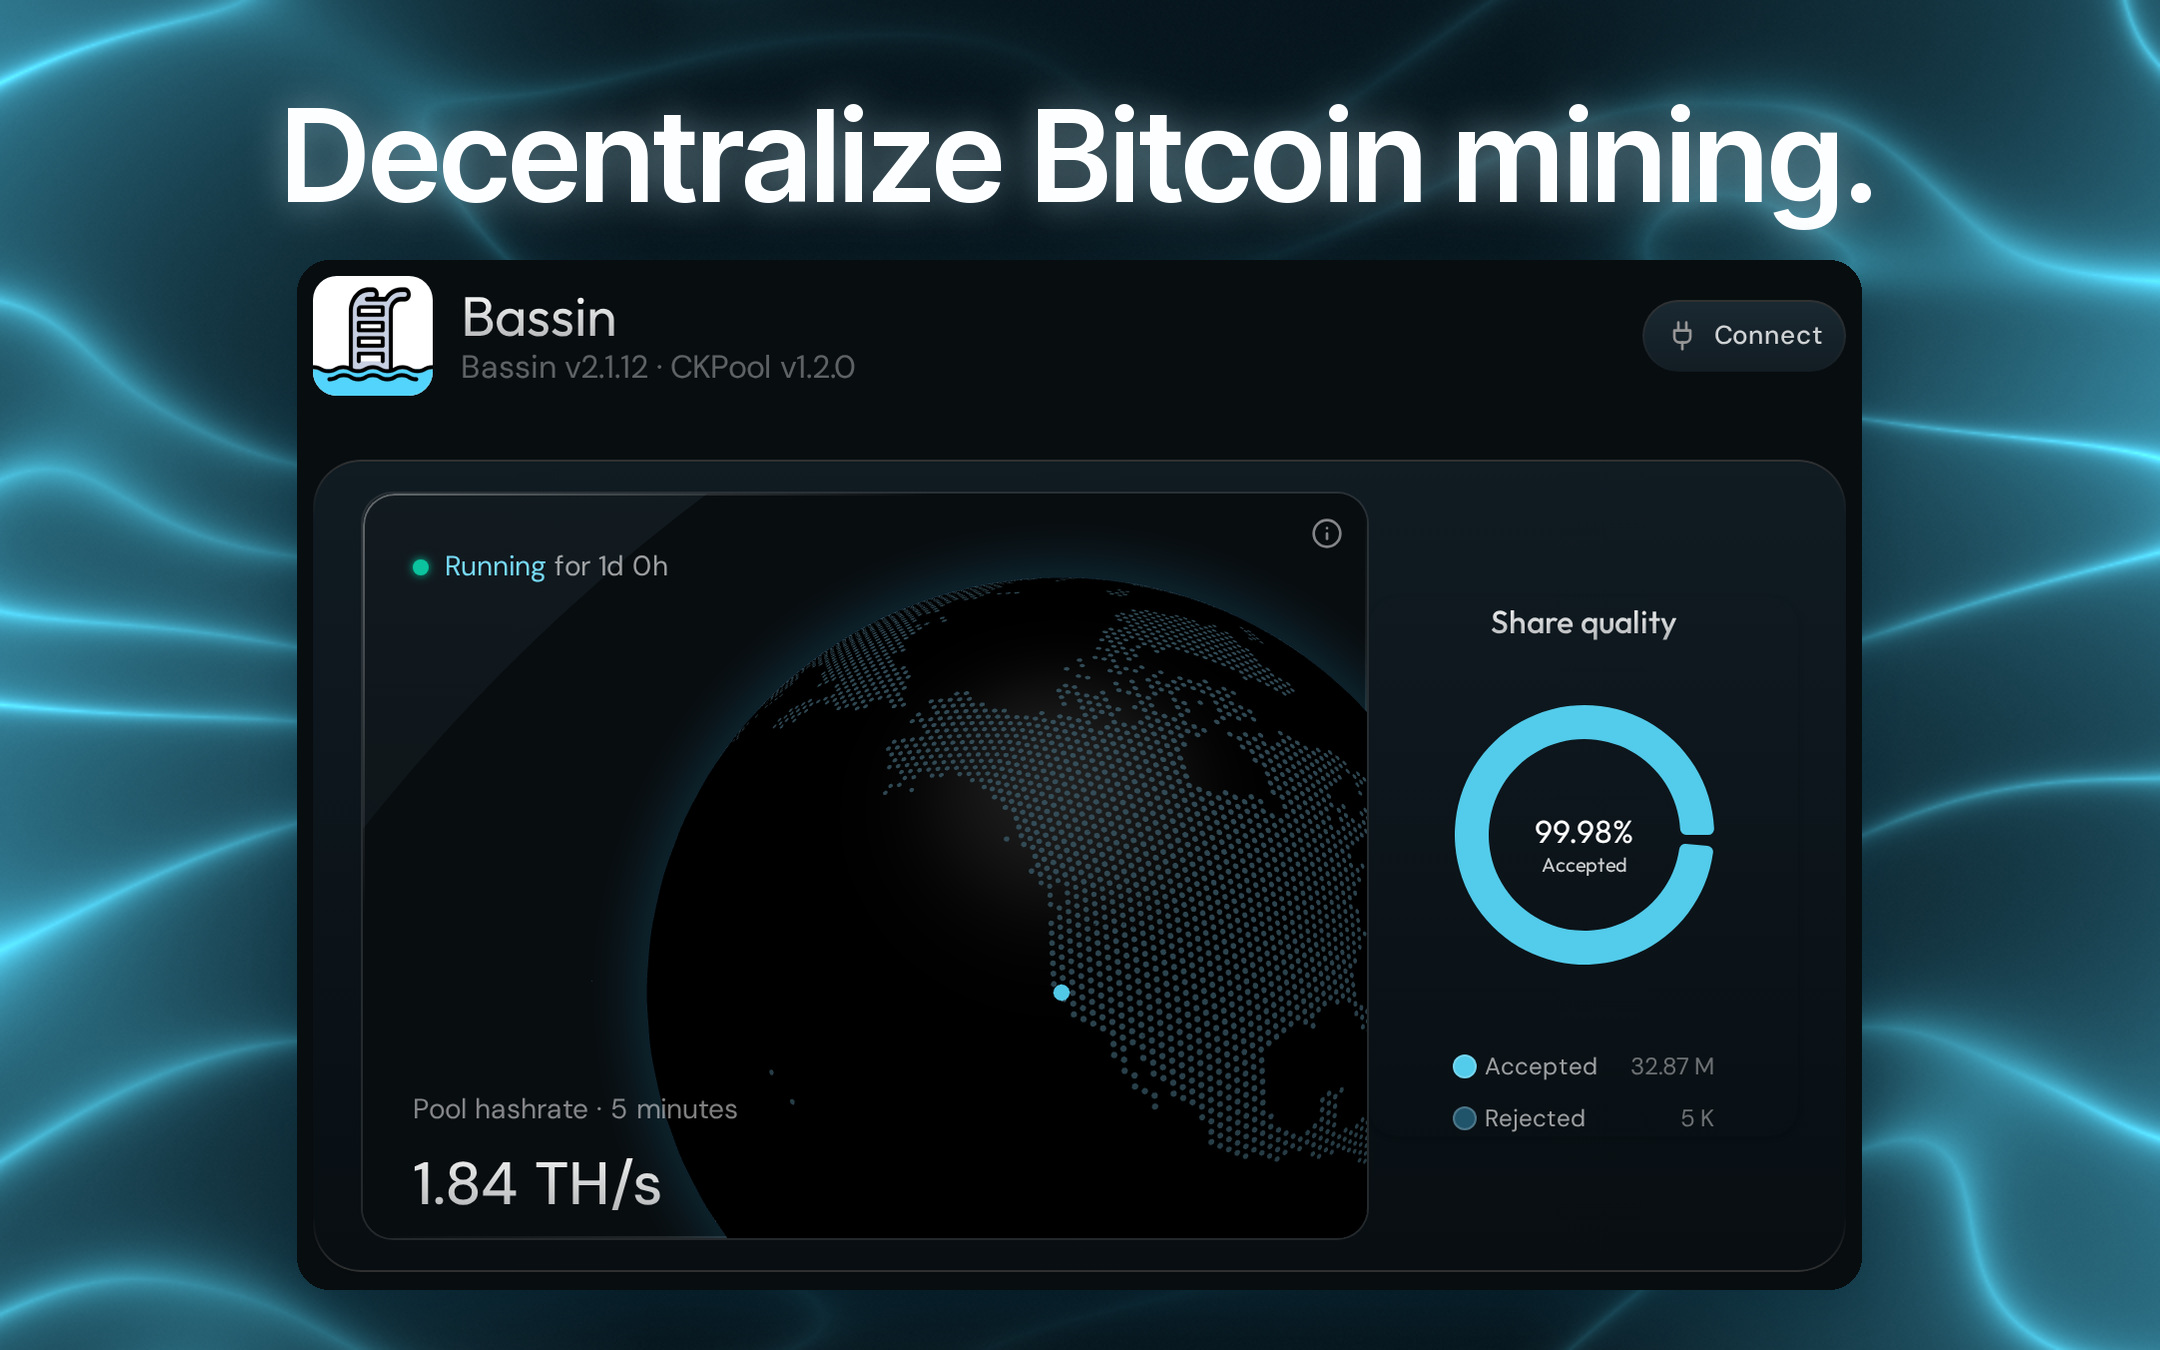 Decentralize Bitcoin mining.
Bassin
Bassin v2.1.12 · CKPool v1.2.0
Connect
Running for 1d 0h
Pool hashrate · 5 minutes
1.84 TH/s
Share quality
99.98%
Accepted
Accepted 32.87 M
Rejected 5 K